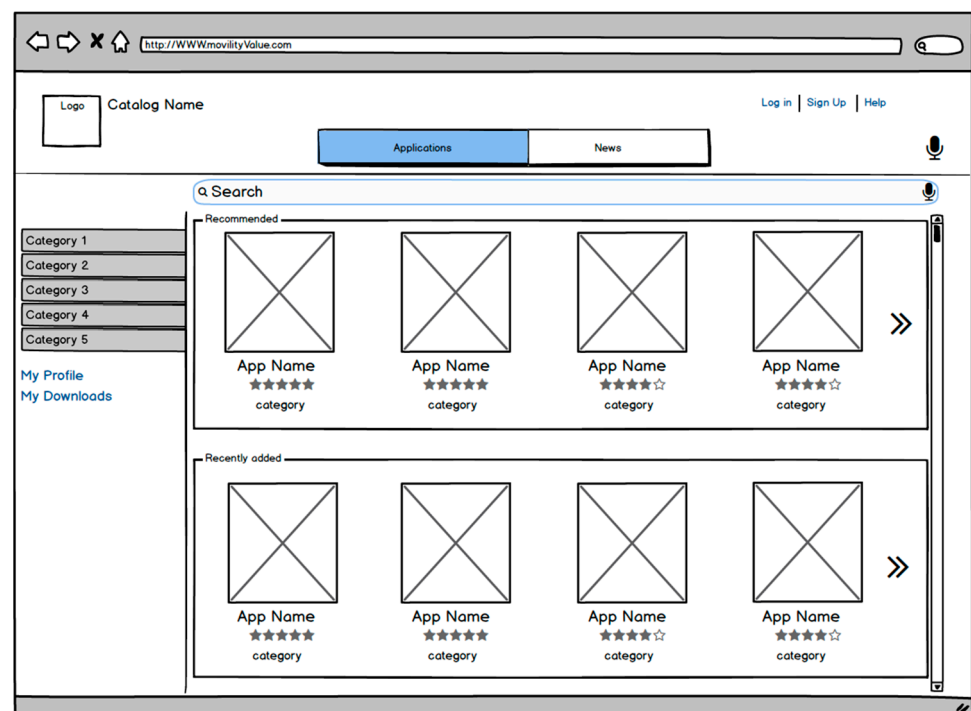 http://WWW.movilityValue.com
Logo
Catalog Name
Log in
Sign Up
Help
Applications
News
Search
Category 1
Category 2
Category 3
Category 4
Category 5
My Profile
My Downloads
Recommended
App Name App Name App Name App Name
category category category category
Recently added
App Name App Name App Name App Name
category category category category